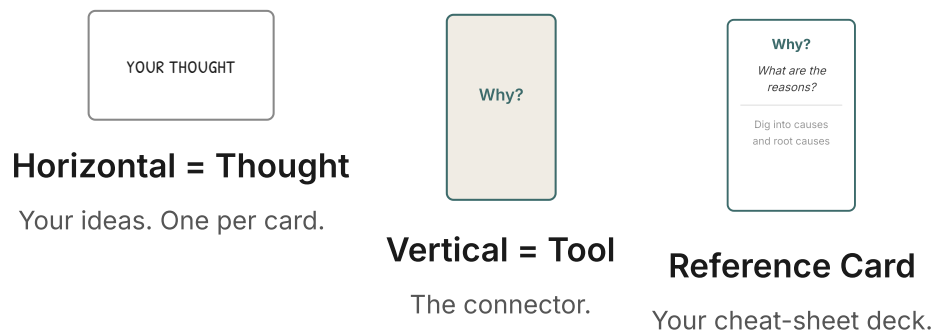 YOUR THOUGHT
Horizontal = Thought
Your ideas. One per card.
Why?
Vertical = Tool
The connector.
Why?
What are the
reasons?
Dig into causes
and root causes
Reference Card
Your cheat-sheet deck.